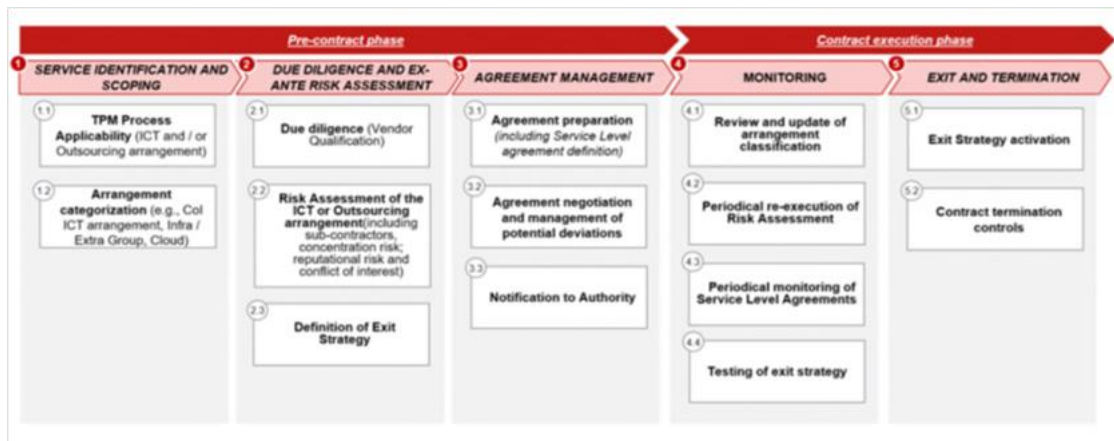 Pre-contract phase
Contract execution phase
1
SERVICE IDENTIFICATION AND
SCOPING
2
DUE DILIGENCE AND EX-
ANTE RISK ASSESSMENT
3
AGREEMENT MANAGEMENT
4
MONITORING
5
EXIT AND TERMINATION
1.1
TPM Process
Applicability (ICT and / or
Outsourcing arrangement)
1.2
Arrangement
categorization (e.g., CoI
ICT arrangement, Infra /
Extra Group, Cloud)
2.1
Due diligence (Vendor
Qualification)
2.2
Risk Assessment of the
ICT or Outsourcing
arrangement(including
sub-contractors,
concentration risk;
reputational risk and
conflict of interest)
2.3
Definition of Exit
Strategy
3.1
Agreement preparation
(including Service Level
agreement definition)
3.2
Agreement negotiation
and management of
potential deviations
3.3
Notification to Authority
4.1
Review and update of
arrangement
classification
4.2
Periodical re-execution of
Risk Assessment
4.3
Periodical monitoring of
Service Level Agreements
4.4
Testing of exit strategy
5.1
Exit Strategy activation
5.2
Contract termination
controls